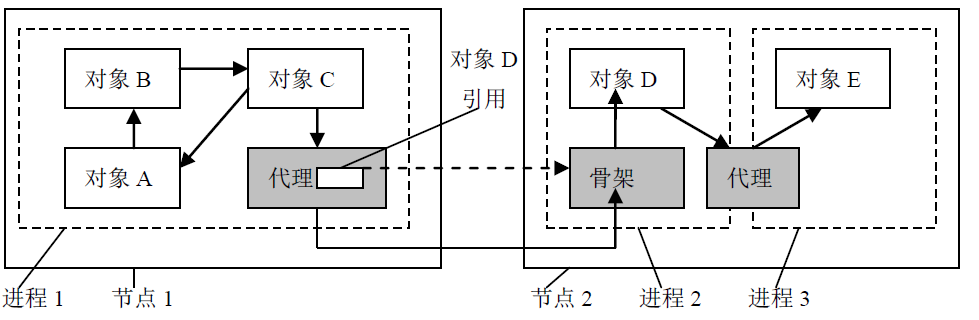 对象 B
对象 C
对象 D
引用
对象 D
对象 E
对象 A
代理
骨架
代理
进程 1
节点 1
节点 2
进程 2
进程 3